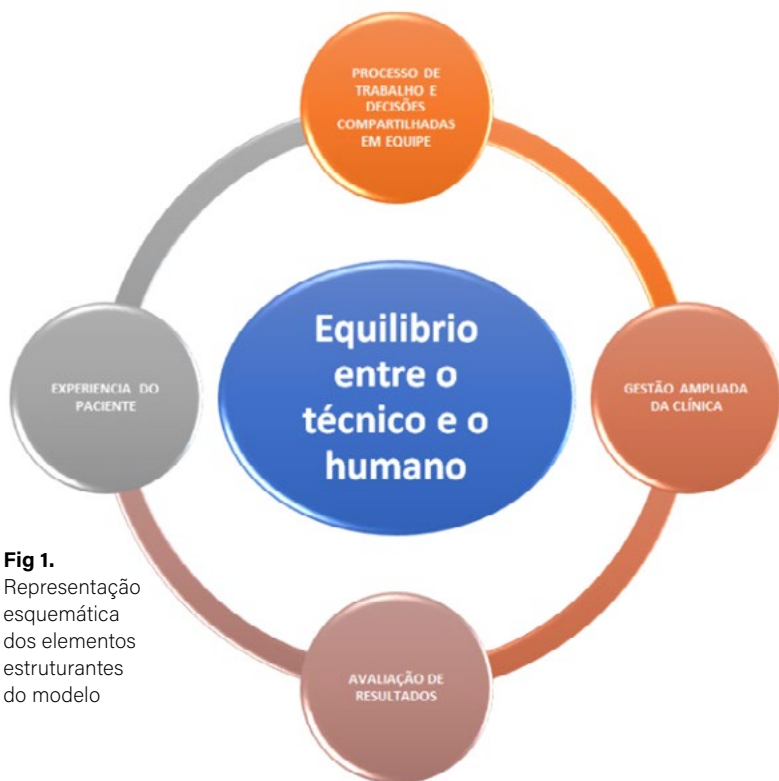 PROCESSO DE
TRABALHO E
DECISÕES
COMPARTILHADAS
EM EQUIPE
Equilibrio
entre o
técnico e o
humano
EXPERIENCIA DO
PACIENTE
GESTÃO AMPLIADA
DA CLÍNICA
AVALIAÇÃO DE
RESULTADOS
Fig 1.
Representação
esquemática
dos elementos
estruturantes
do modelo